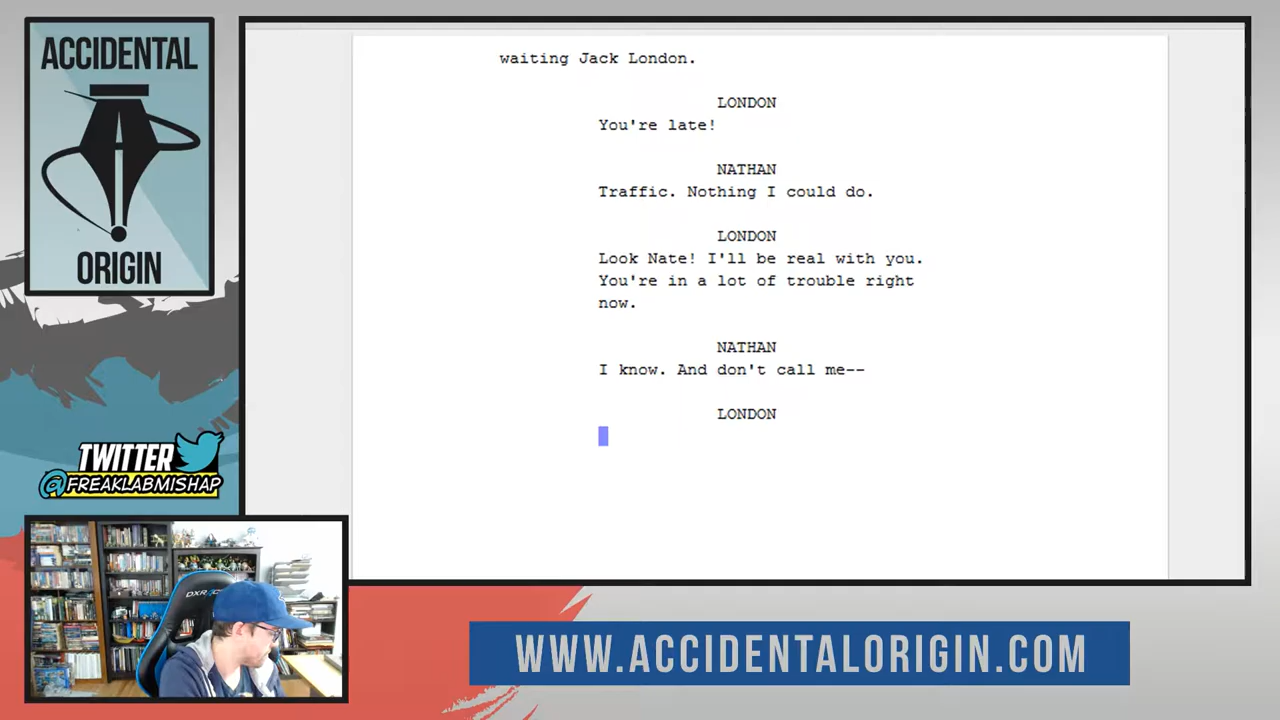 ACCIDENTAL
ORIGIN
waiting Jack London.
LONDON
You're late!
NATHAN
Traffic. Nothing I could do.
LONDON
Look Nate! I'll be real with you.
You're in a lot of trouble right
now.
NATHAN
I know. And don't call me--
LONDON
TWITTER
@FREAKLABMISHAP
DXR
WWW.ACCIDENTALORIGIN.COM